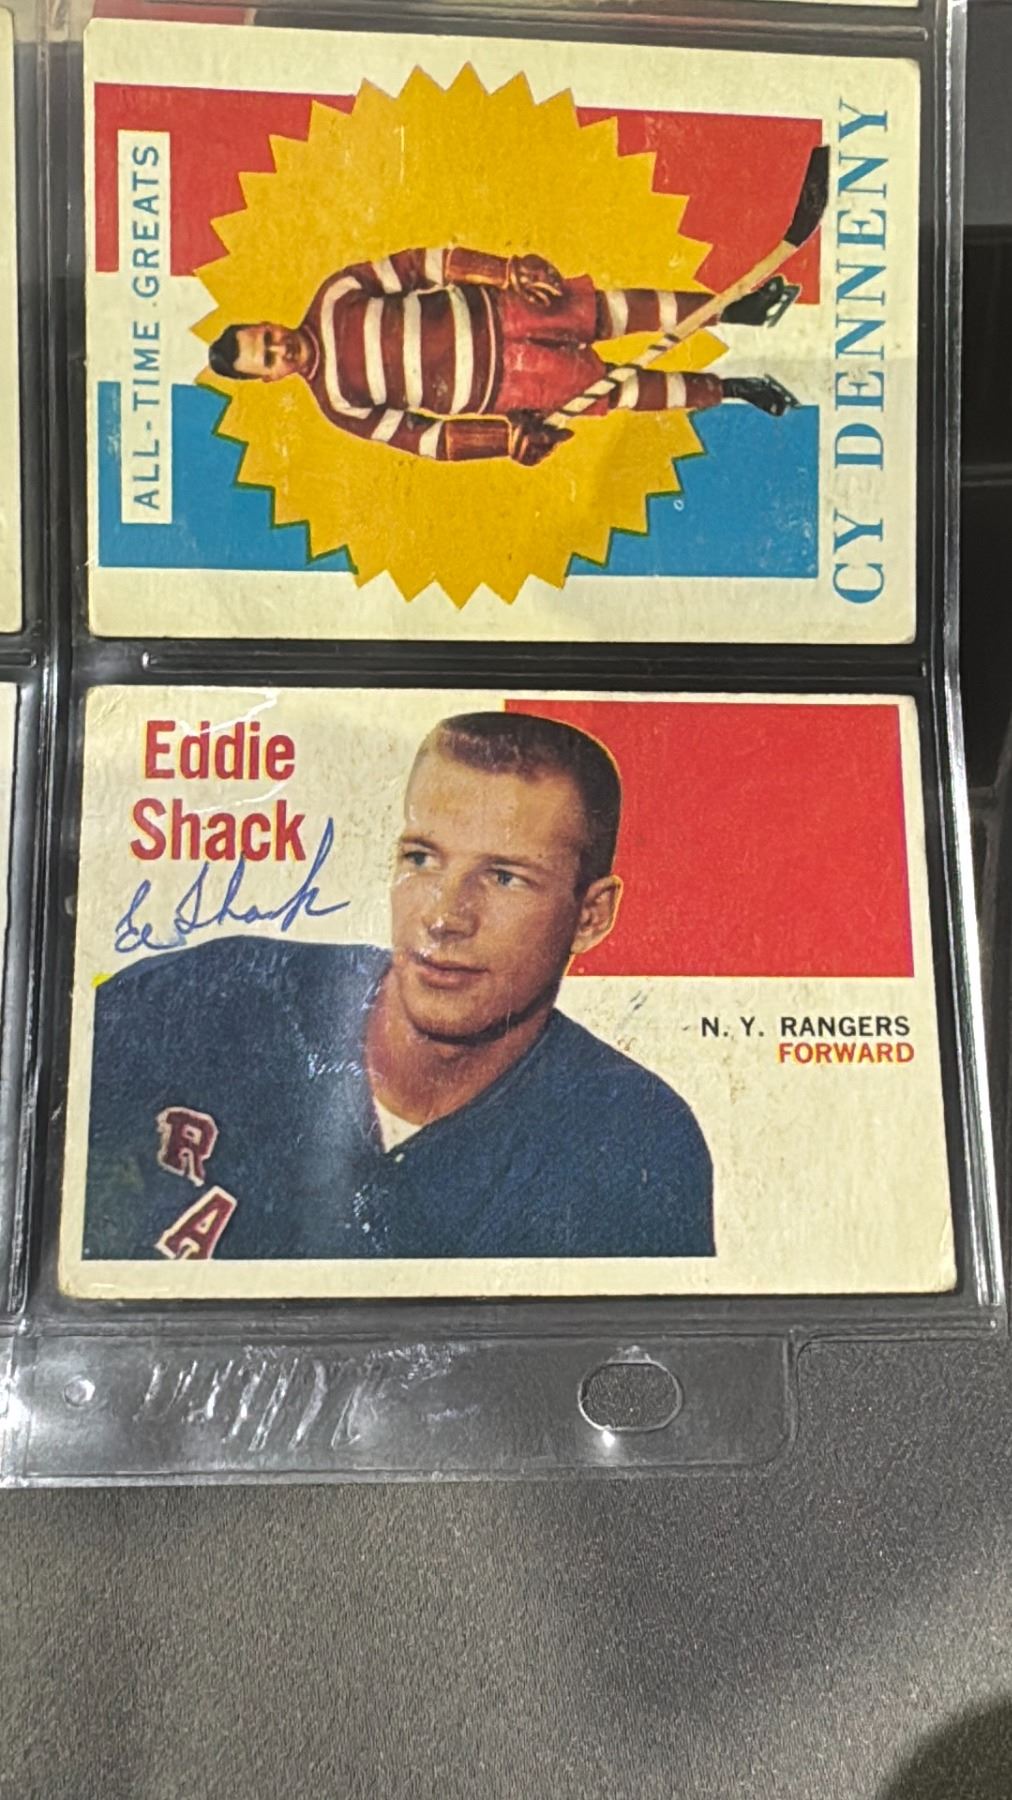 ALL-TIME GREATS
CY DENNENY
Eddie
Shack
Ed Shack
N. Y. RANGERS
FORWARD
R
A